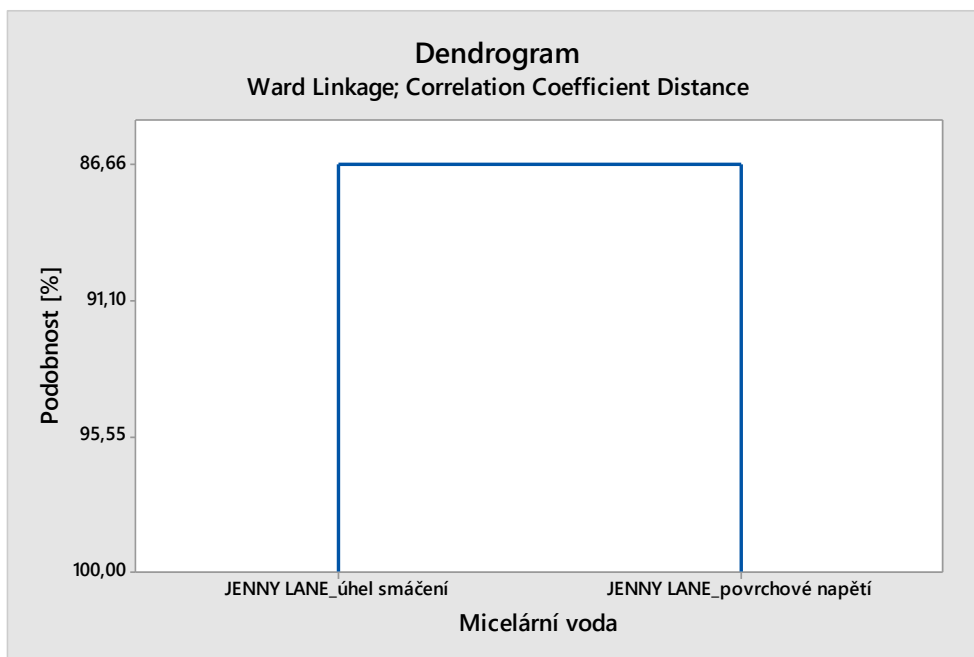 Dendrogram
Ward Linkage; Correlation Coefficient Distance
86,66
91,10
95,55
100,00
Podobnost [%]
JENNY LANE_úhel smáčení
JENNY LANE_povrchové napětí
Micelární voda